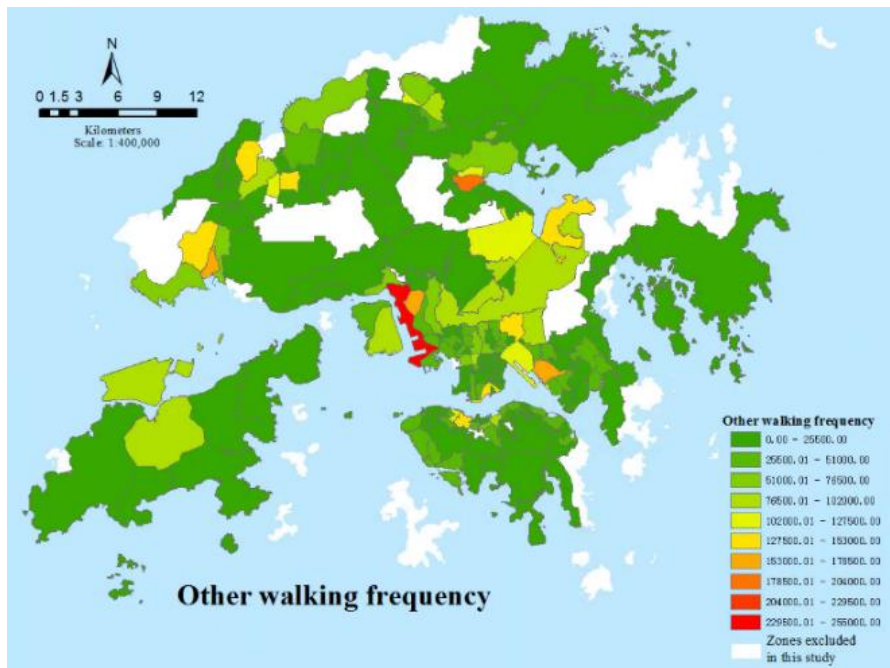 N
0 1.5 3 6 9 12
Kilometers
Scale: 1:400,000
Other walking frequency
0.00 - 25500.00
25500.01 - 51000.00
51000.01 - 76500.00
76500.01 - 102000.00
102000.01 - 127500.00
127500.01 - 153000.00
153000.01 - 178500.00
178500.01 - 204000.00
204000.01 - 229500.00
229500.01 - 255000.00
Zones excluded
in this study
Other walking frequency